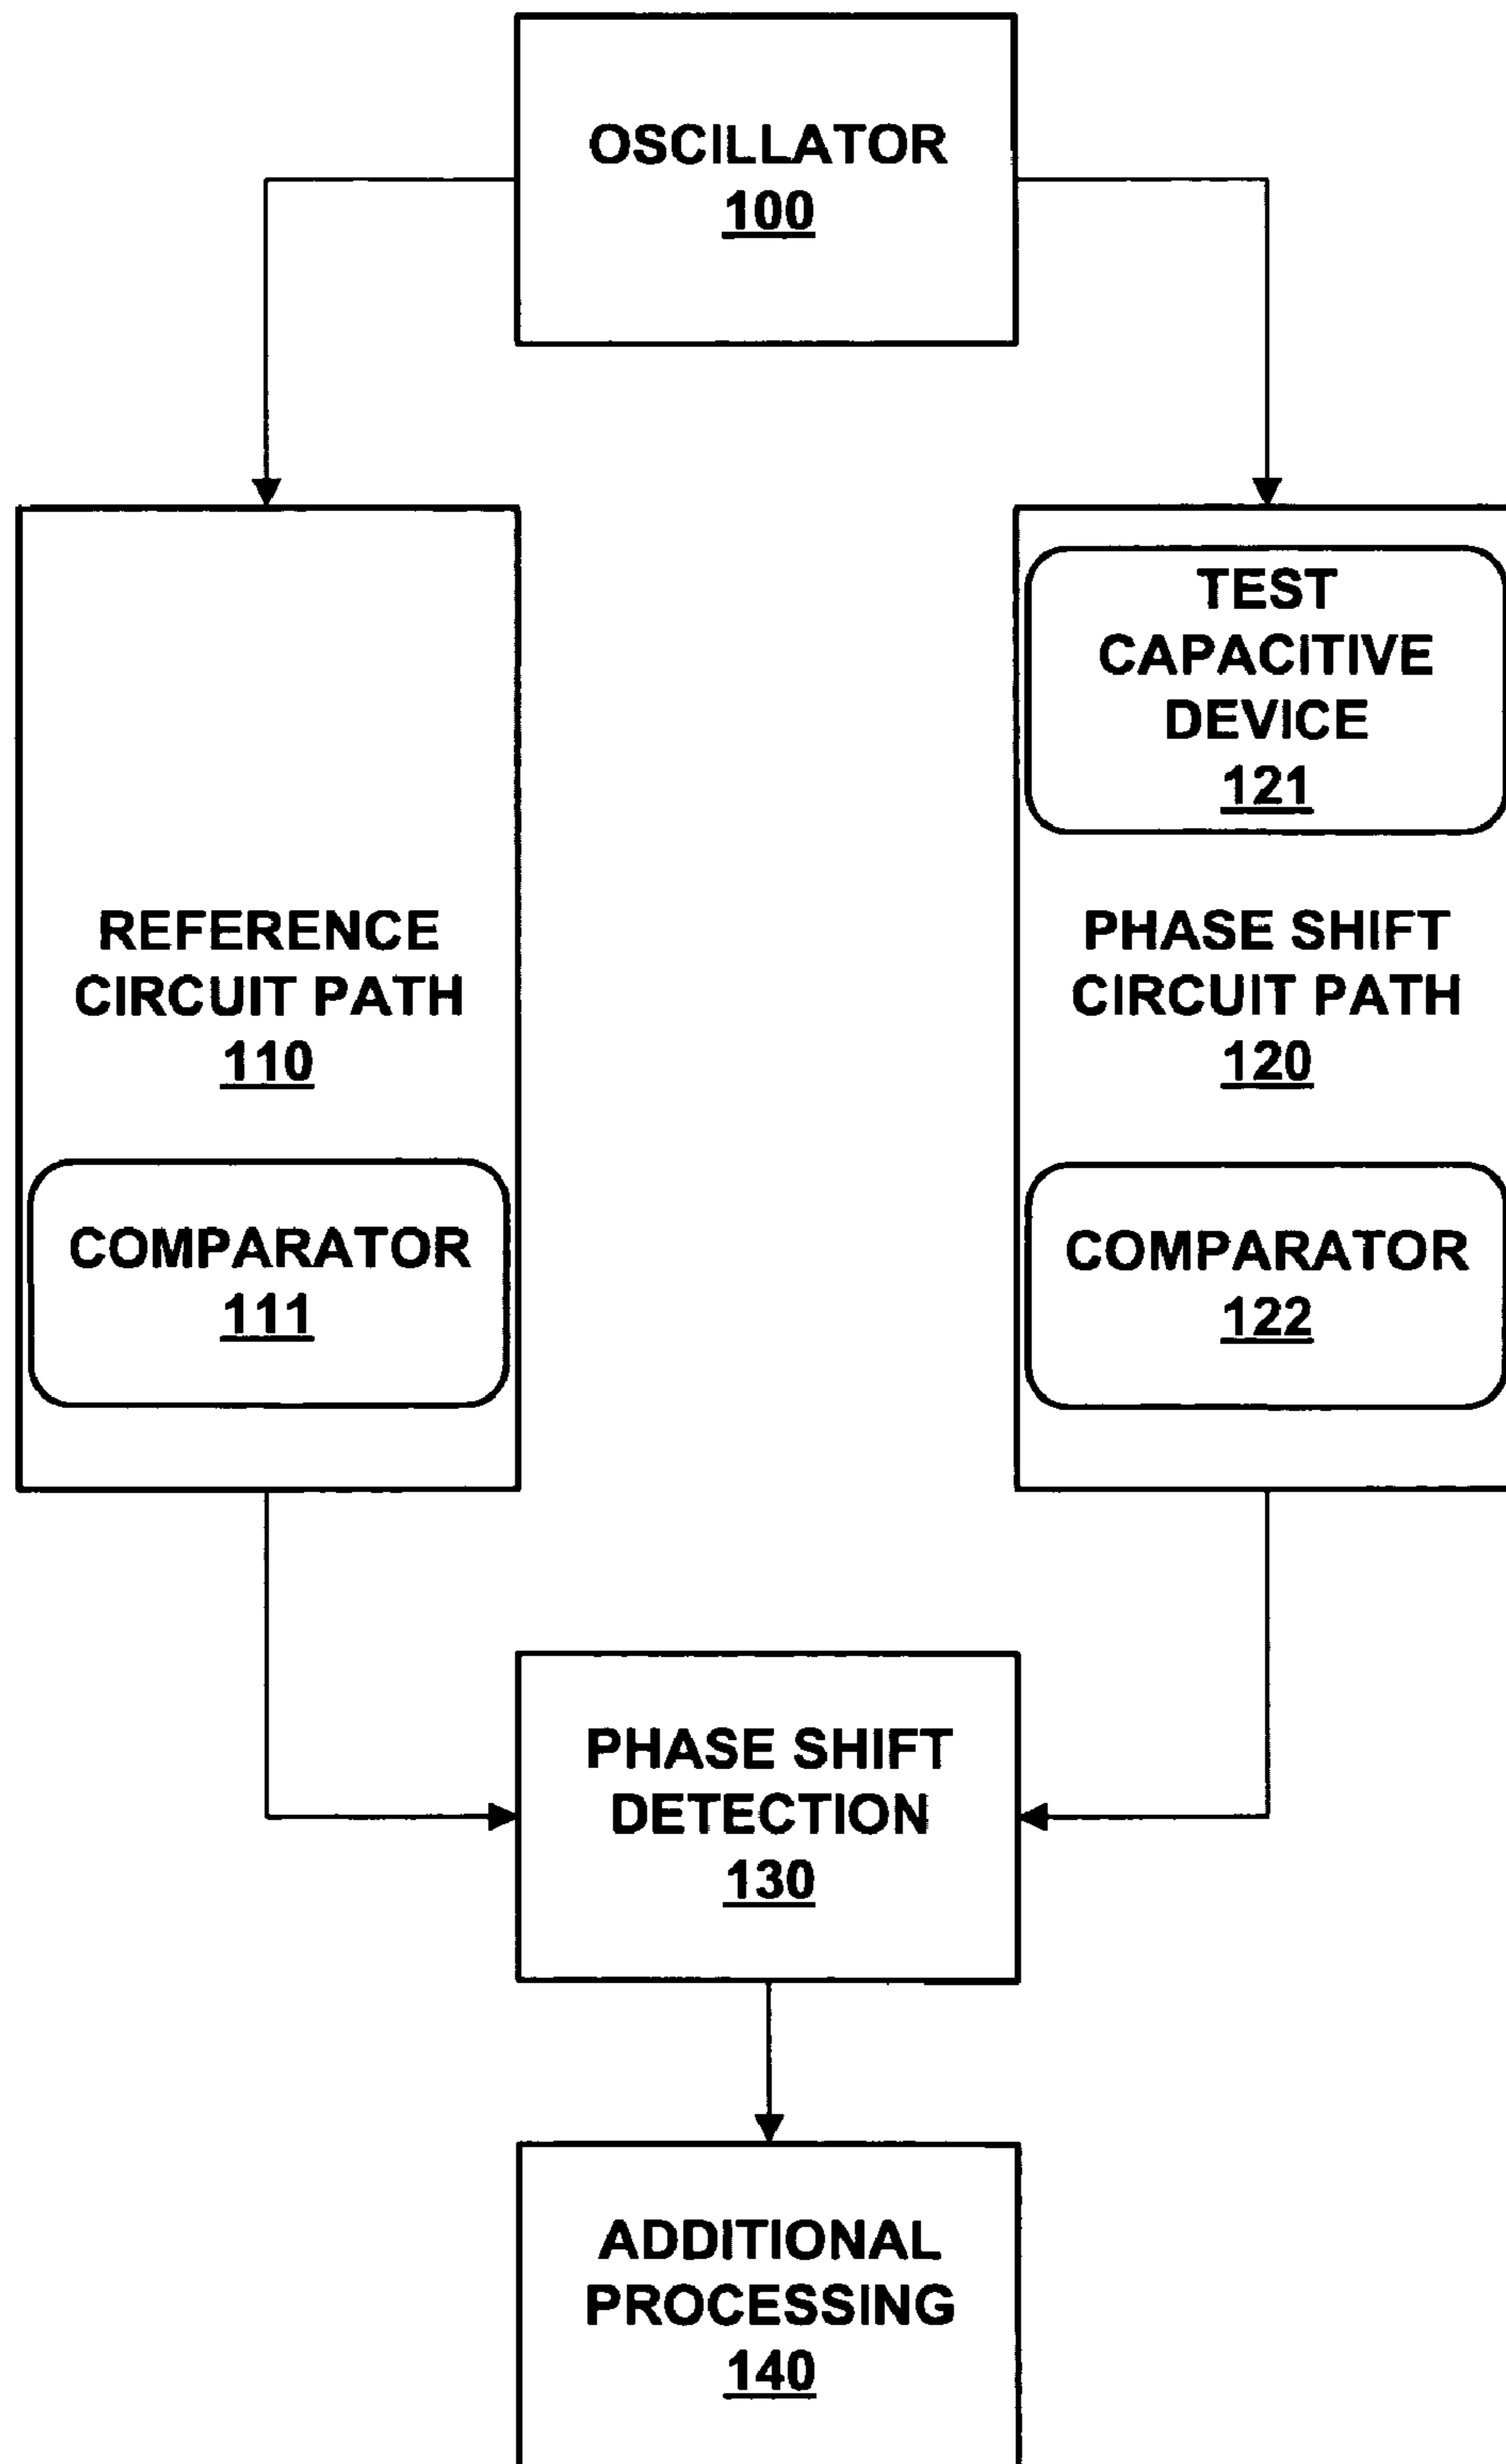 OSCILLATOR
100
REFERENCE
CIRCUIT PATH
110
COMPARATOR
111
TEST
CAPACITIVE
DEVICE
121
PHASE SHIFT
CIRCUIT PATH
120
COMPARATOR
122
PHASE SHIFT
DETECTION
130
ADDITIONAL
PROCESSING
140